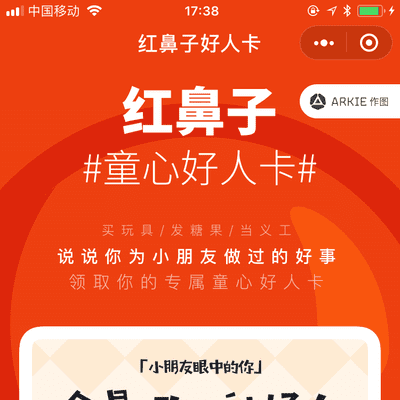 中国移动 17:38
红鼻子好人卡
ARKIE 作图
红鼻子
#童心好人卡#
买玩具/发糖果/当义工
说说你为小朋友做过的好事
领取你的专属童心好人卡
「小朋友眼中的你」